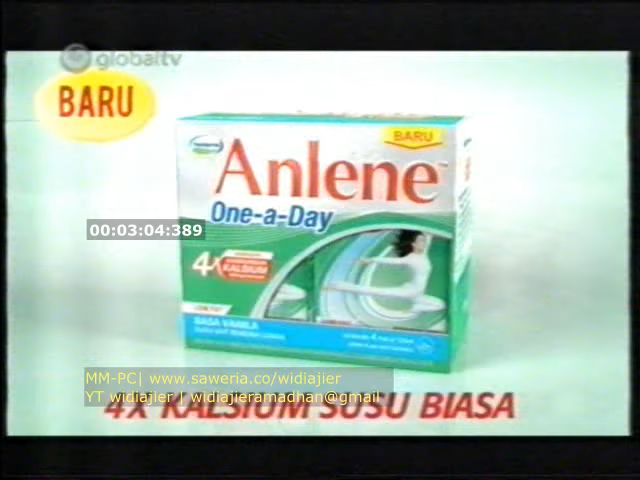 globaltv
BARU
BARU
Anlene
One-a-Day
00:03:04:389
4X
KALSIUM
RASA VANILA
MM-PC| www.saweria.co/widiajier
YT widiajier | widiajieramadhan@gmail
4X KALSIUM SUSU BIASA